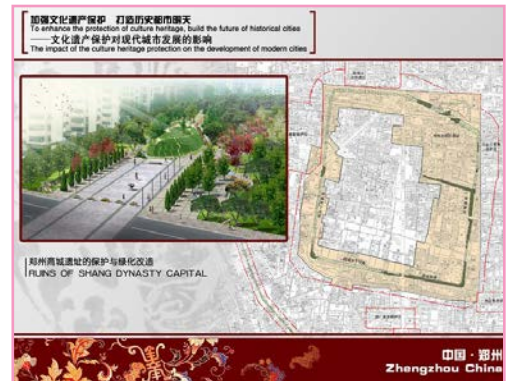 加强文化遗产保护 打造历史都市明天
To enhance the protection of culture heritage, build the future of historical cities
——文化遗产保护对现代城市发展的影响
The impact of the culture heritage protection on the development of modern cities
郑州商城遗址的保护与绿化改造
RUINS OF SHANG DYNASTY CAPITAL
中国·郑州
Zhengzhou China